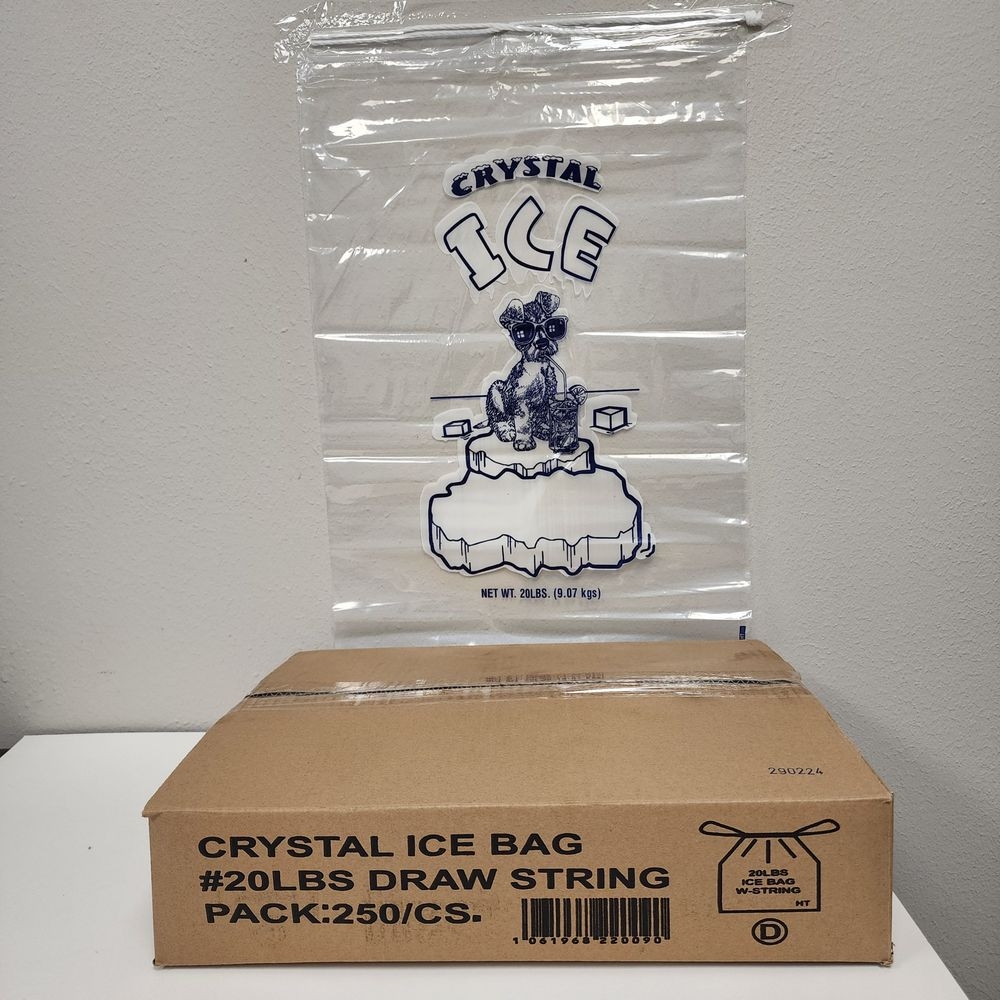 CRYSTAL
ICE
NET WT. 20LBS. (9.07 kgs)
290224
CRYSTAL ICE BAG
#20LBS DRAW STRING
PACK:250/CS.
1 061968 220090
20LBS
ICE BAG
W-STRING
HT
D